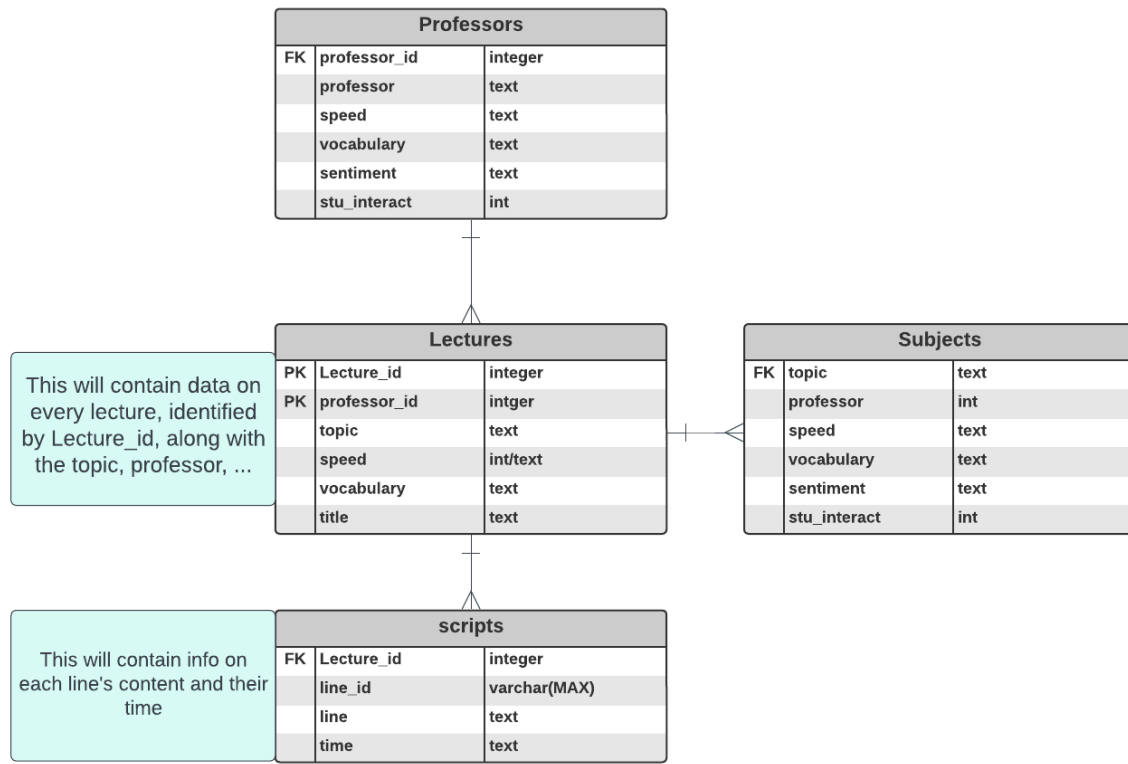 Professors
FK professor_id integer
professor text
speed text
vocabulary text
sentiment text
stu_interact int
Lectures
PK Lecture_id integer
PK professor_id intger
topic text
speed int/text
vocabulary text
title text
This will contain data on
every lecture, identified
by Lecture_id, along with
the topic, professor, ...
Subjects
FK topic text
professor int
speed text
vocabulary text
sentiment text
stu_interact int
scripts
FK Lecture_id integer
line_id varchar(MAX)
line text
time text
This will contain info on
each line's content and their
time